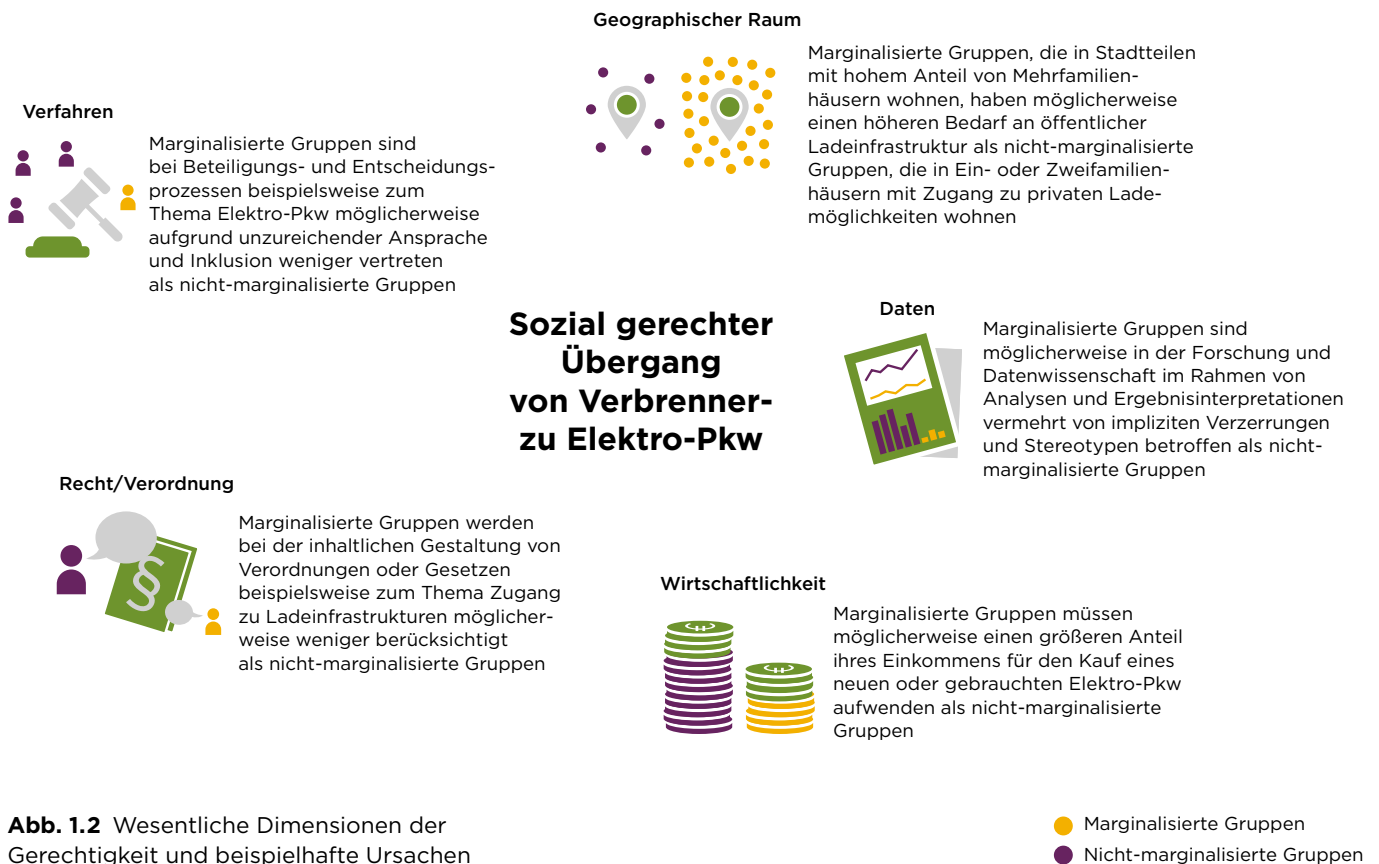 Geographischer Raum
Marginalisierte Gruppen, die in Stadtteilen
mit hohem Anteil von Mehrfamilien-
häusern wohnen, haben möglicherweise
einen höheren Bedarf an öffentlicher
Ladeinfrastruktur als nicht-marginalisierte
Gruppen, die in Ein- oder Zweifamilien-
häusern mit Zugang zu privaten Lade-
möglichkeiten wohnen
Verfahren
Marginalisierte Gruppen sind
bei Beteiligungs- und Entscheidungs-
prozessen beispielsweise zum
Thema Elektro-Pkw möglicherweise
aufgrund unzureichender Ansprache
und Inklusion weniger vertreten
als nicht-marginalisierte Gruppen
Sozial gerechter
Übergang
von Verbrenner-
zu Elektro-Pkw
Daten
Marginalisierte Gruppen sind
möglicherweise in der Forschung und
Datenwissenschaft im Rahmen von
Analysen und Ergebnisinterpretationen
vermehrt von impliziten Verzerrungen
und Stereotypen betroffen als nicht-
marginalisierte Gruppen
Recht/Verordnung
§
Marginalisierte Gruppen werden
bei der inhaltlichen Gestaltung von
Verordnungen oder Gesetzen
beispielsweise zum Thema Zugang
zu Ladeinfrastrukturen möglicher-
weise weniger berücksichtigt
als nicht-marginalisierte Gruppen
Wirtschaftlichkeit
Marginalisierte Gruppen müssen
möglicherweise einen größeren Anteil
ihres Einkommens für den Kauf eines
neuen oder gebrauchten Elektro-Pkw
aufwenden als nicht-marginalisierte
Gruppen
Abb. 1.2 Wesentliche Dimensionen der
Gerechtigkeit und beispielhafte Ursachen
Marginalisierte Gruppen
Nicht-marginalisierte Gruppen